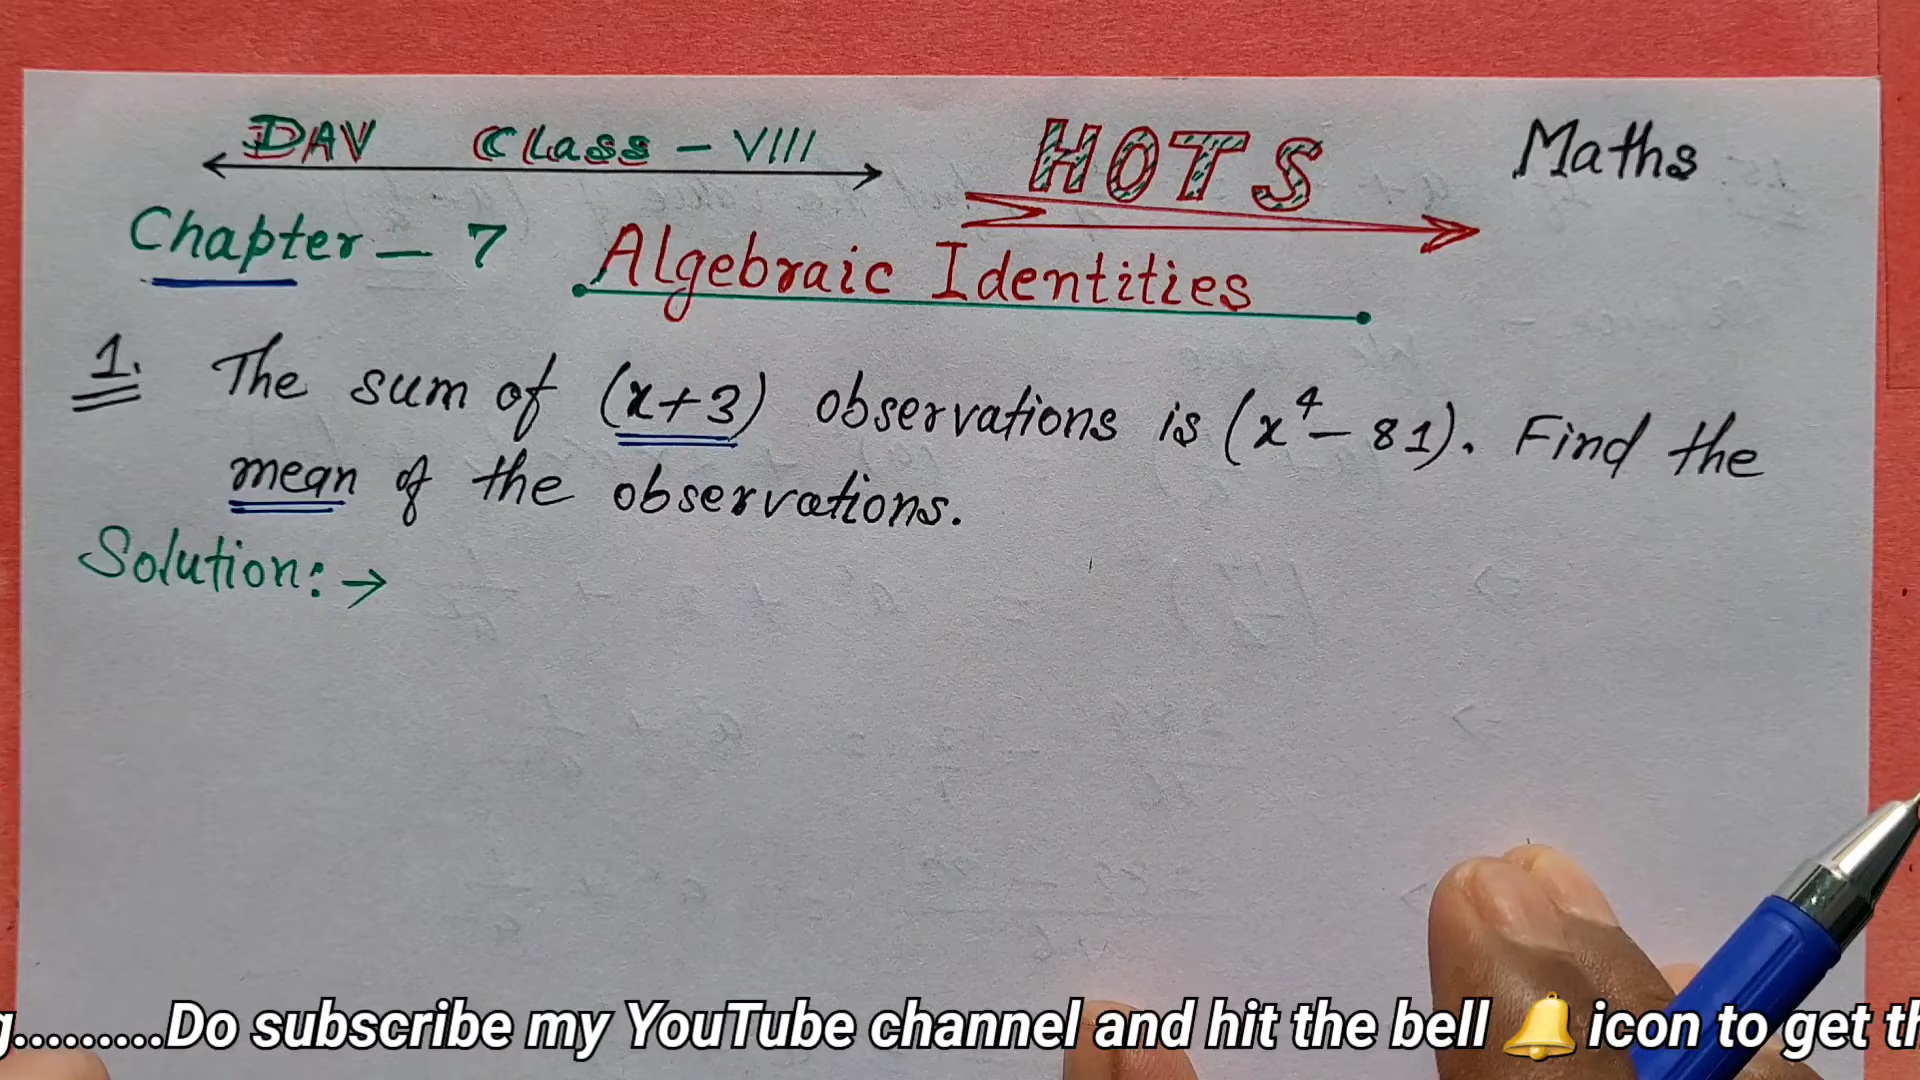 DAV Class - VIII HOTS Maths
Chapter - 7 Algebraic Identities
1. The sum of (x+3) observations is (x⁴- 81). Find the
mean of the observations.
Solution:→
g.........Do subscribe my YouTube channel and hit the bell 🔔 icon to get th